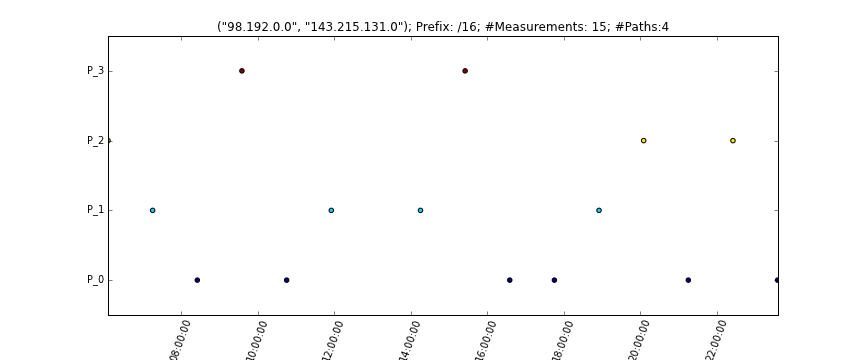 ("98.192.0.0", "143.215.131.0"); Prefix: /16; #Measurements: 15; #Paths:4
P_3
P_2
P_1
P_0
08:00:00
10:00:00
12:00:00
14:00:00
16:00:00
18:00:00
20:00:00
22:00:00